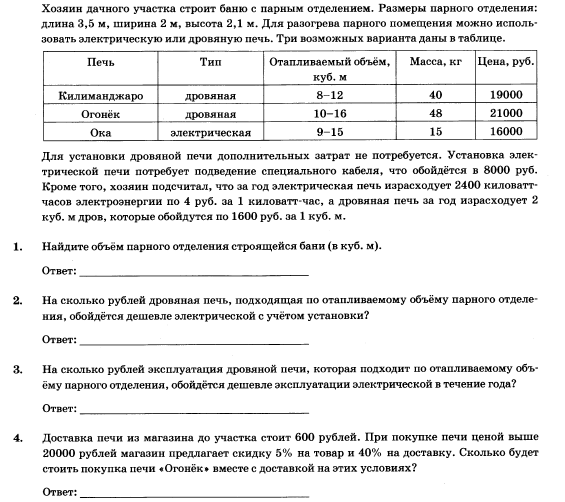 Хозяин дачного участка строит баню с парным отделением. Размеры парного отделения:
длина 3,5 м, ширина 2 м, высота 2,1 м. Для разогрева парного помещения можно исполь-
зовать электрическую или дровяную печь. Три возможных варианта даны в таблице.
Печь Тип Отапливаемый объём, куб. м Масса, кг Цена, руб.
Килиманджаро дровяная 8–12 40 19000
Огонёк дровяная 10–16 48 21000
Ока электрическая 9–15 15 16000
Для установки дровяной печи дополнительных затрат не потребуется. Установка элек-
трической печи потребует подведение специального кабеля, что обойдётся в 8000 руб.
Кроме того, хозяин подсчитал, что за год электрическая печь израсходует 2400 киловатт-
часов электроэнергии по 4 руб. за 1 киловатт-час, а дровяная печь за год израсходует 2
куб. м дров, которые обойдутся по 1600 руб. за 1 куб. м.
1. Найдите объём парного отделения строящейся бани (в куб. м).
Ответ:
2. На сколько рублей дровяная печь, подходящая по отапливаемому объёму парного отделе-
ния, обойдётся дешевле электрической с учётом установки?
Ответ:
3. На сколько рублей эксплуатация дровяной печи, которая подходит по отапливаемому объ-
ёму парного отделения, обойдётся дешевле эксплуатации электрической в течение года?
Ответ:
4. Доставка печи из магазина до участка стоит 600 рублей. При покупке печи ценой выше
20000 рублей магазин предлагает скидку 5% на товар и 40% на доставку. Сколько будет
стоить покупка печи «Огонёк» вместе с доставкой на этих условиях?
Ответ: